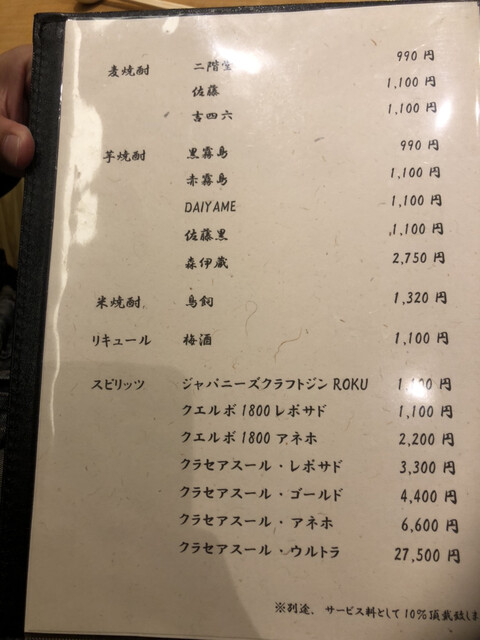 麦焼酎 二階堂 990 円
佐藤 1,100 円
吉四六 1,100 円
芋焼酎 黒霧島 990 円
赤霧島 1,100 円
DAIYAME 1,100 円
佐藤黒 1,100 円
森伊蔵 2,750 円
米焼酎 鳥飼 1,320 円
リキュール 梅酒 1,100 円
スピリッツ ジャパニーズクラフトジン ROKU 1,100 円
クエルボ 1800 レポサド 1,100 円
クエルボ 1800 アネホ 2,200 円
クラセアスール・レポサド 3,300 円
クラセアスール・ゴールド 4,400 円
クラセアスール・アネホ 6,600 円
クラセアスール・ウルトラ 27,500 円
※別途、サービス料として10%頂戴致しま